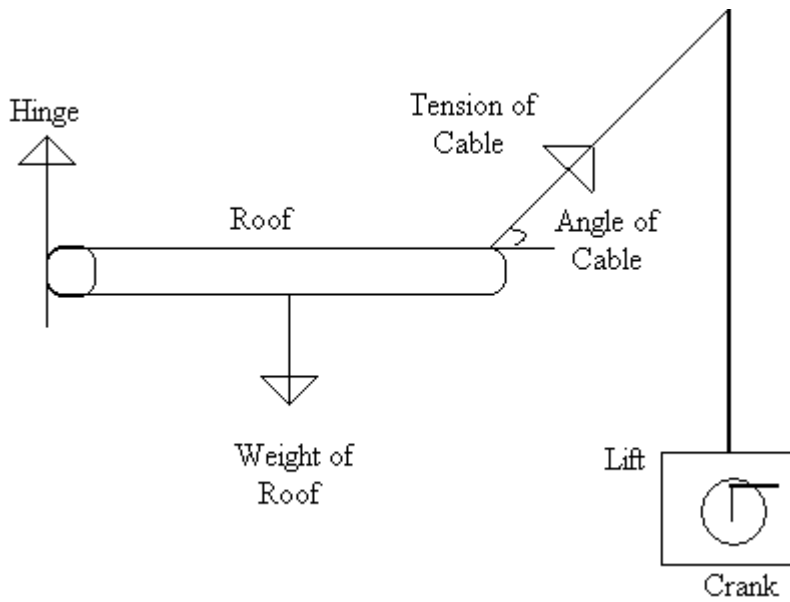 Hinge
Tension of
Cable
Roof
Angle of
Cable
Weight of
Roof
Lift
Crank